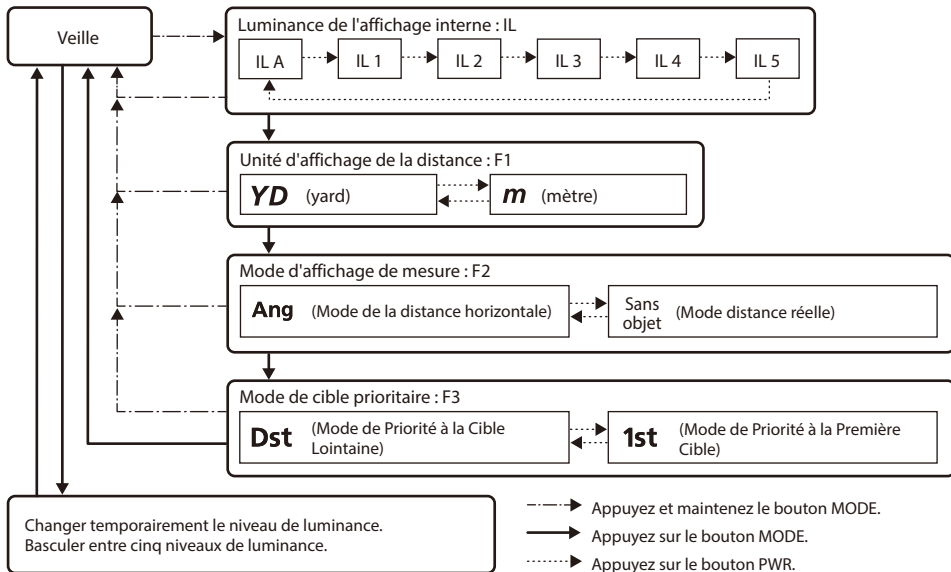 Veille
Luminance de l'affichage interne : IL
IL A
IL 1
IL 2
IL 3
IL 4
IL 5
Unité d'affichage de la distance : F1
YD (yard)
m (mètre)
Mode d'affichage de mesure : F2
Ang (Mode de la distance horizontale)
Sans
objet (Mode distance réelle)
Mode de cible prioritaire : F3
Dst (Mode de Priorité à la Cible
Lointaine)
1st (Mode de Priorité à la Première
Cible)
Changer temporairement le niveau de luminance.
Basculer entre cinq niveaux de luminance.
Appuyez et maintenez le bouton MODE.
Appuyez sur le bouton MODE.
Appuyez sur le bouton PWR.